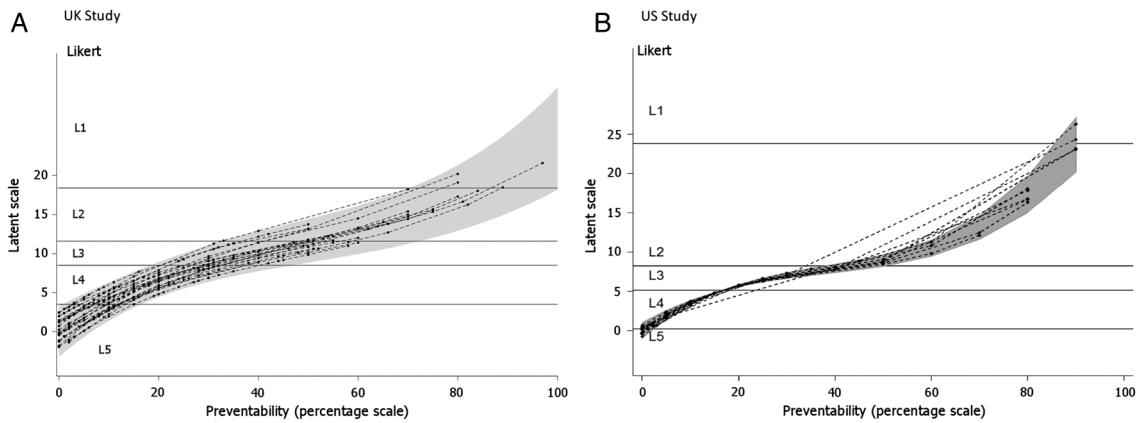 A
UK Study
Likert
L1
L2
L3
L4
L5
20
15
10
5
0
Latent scale
0 20 40 60 80 100
Preventability (percentage scale)
B
US Study
Likert
L1
L2
L3
L4
L5
25
20
15
10
5
0
Latent scale
0 20 40 60 80 100
Preventability (percentage scale)